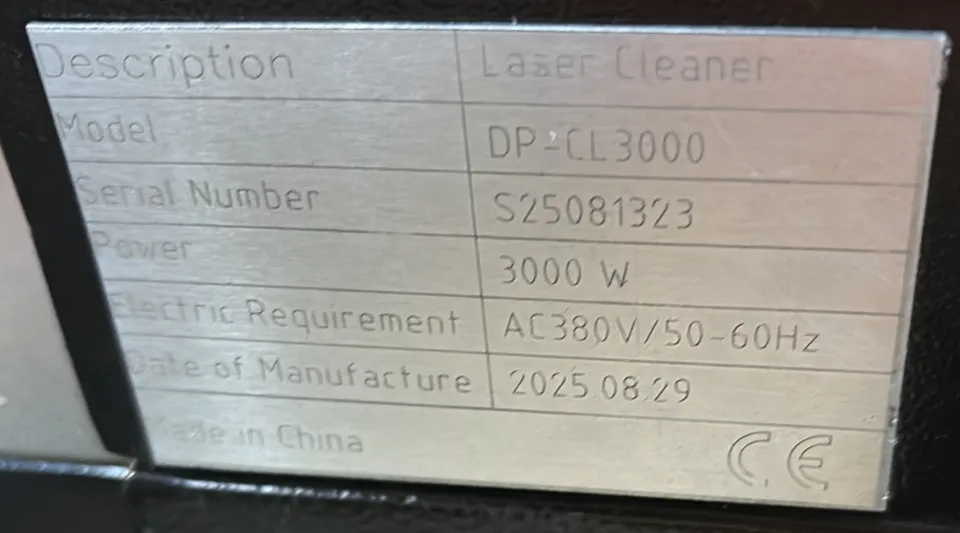 Description Laser Cleaner
Model DP-CL3000
Serial Number S25081323
Power 3000 W
Electric Requirement AC380V/50-60Hz
Date of Manufacture 2025.08.29
Made in China CE